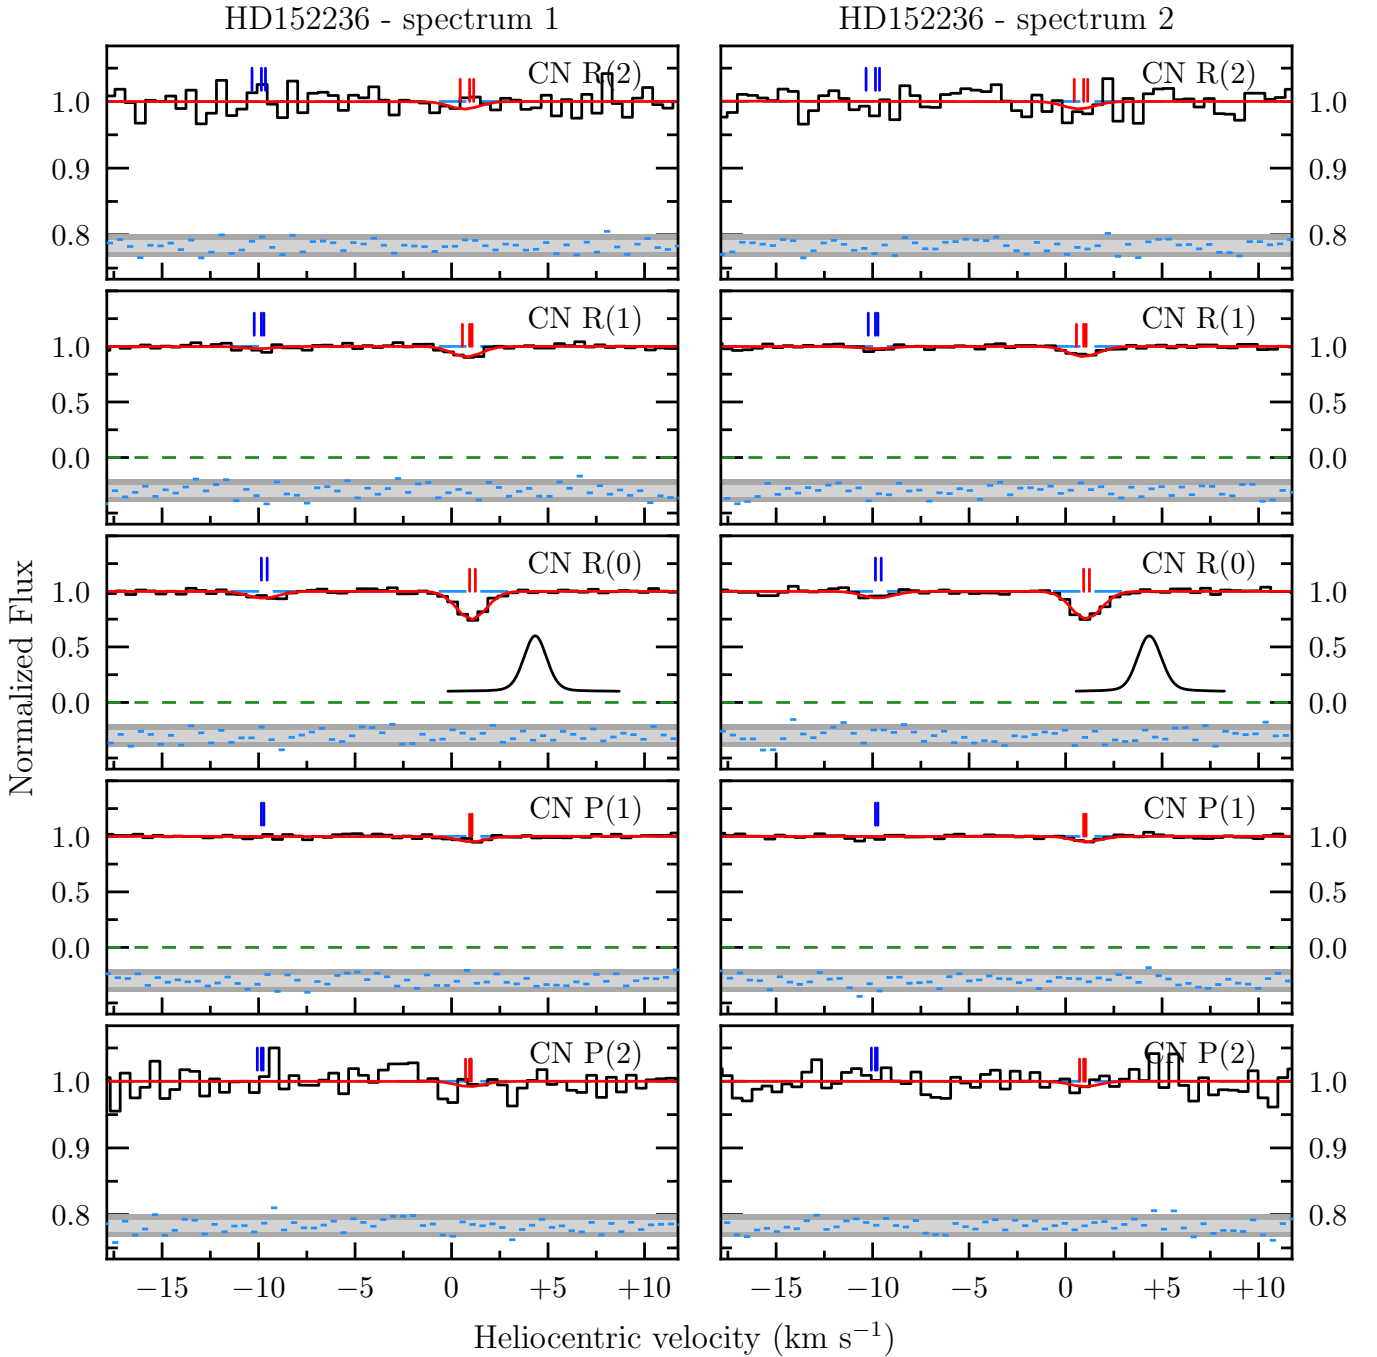 HD152236 - spectrum 1
HD152236 - spectrum 2
CN R(2)
CN R(2)
1.0
0.9
0.8
1.0
0.9
0.8
CN R(1)
CN R(1)
1.0
0.5
0.0
1.0
0.5
0.0
CN R(0)
CN R(0)
1.0
0.5
0.0
1.0
0.5
0.0
CN P(1)
CN P(1)
1.0
0.5
0.0
1.0
0.5
0.0
CN P(2)
CN P(2)
1.0
0.9
0.8
1.0
0.9
0.8
−15 −10 −5 0 +5 +10
−15 −10 −5 0 +5 +10
Normalized Flux
Heliocentric velocity (km s⁻¹)